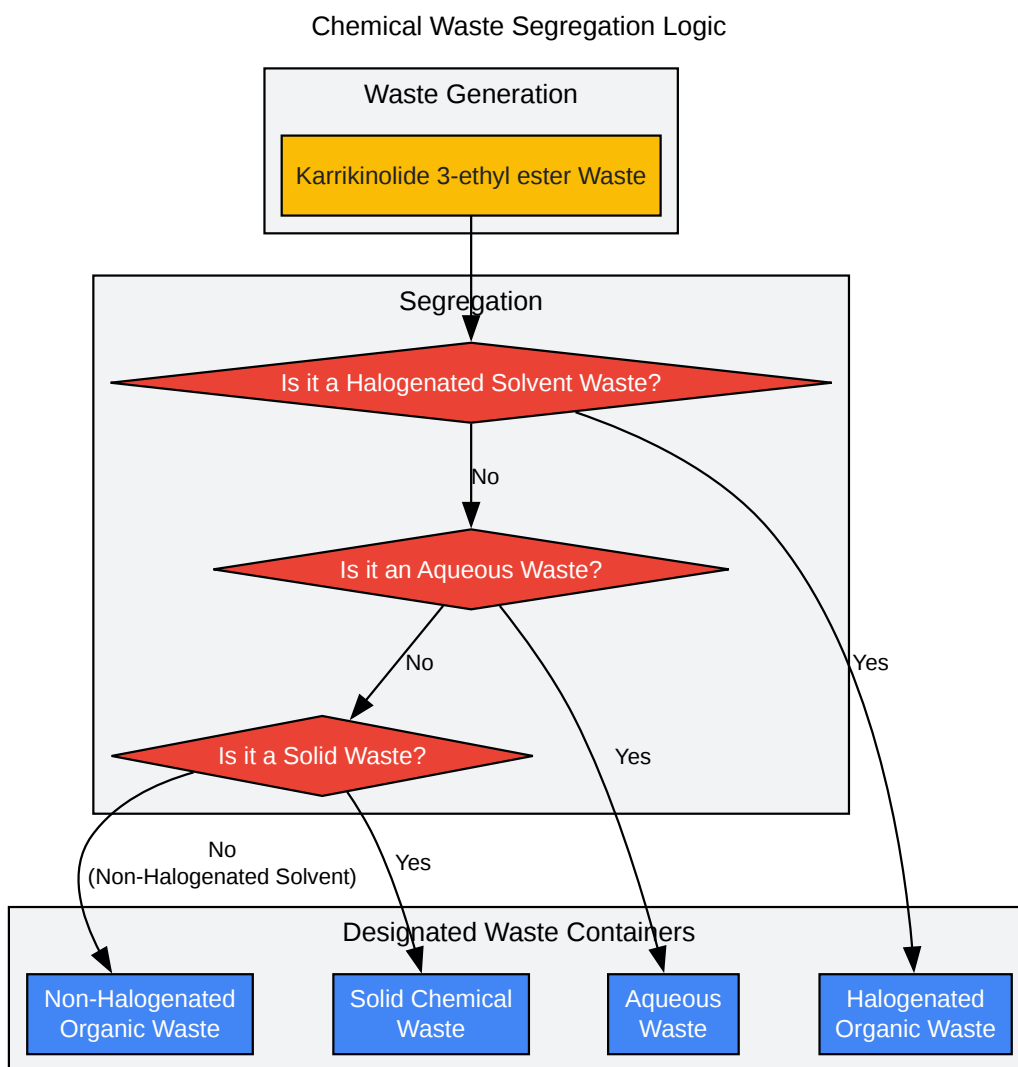 Chemical Waste Segregation Logic
Waste Generation
Karrikinolide 3-ethyl ester Waste
Segregation
Is it a Halogenated Solvent Waste?
No
Is it an Aqueous Waste?
No
Yes
Is it a Solid Waste?
Yes
No
(Non-Halogenated Solvent)
Yes
Designated Waste Containers
Non-Halogenated
Organic Waste
Solid Chemical
Waste
Aqueous
Waste
Halogenated
Organic Waste